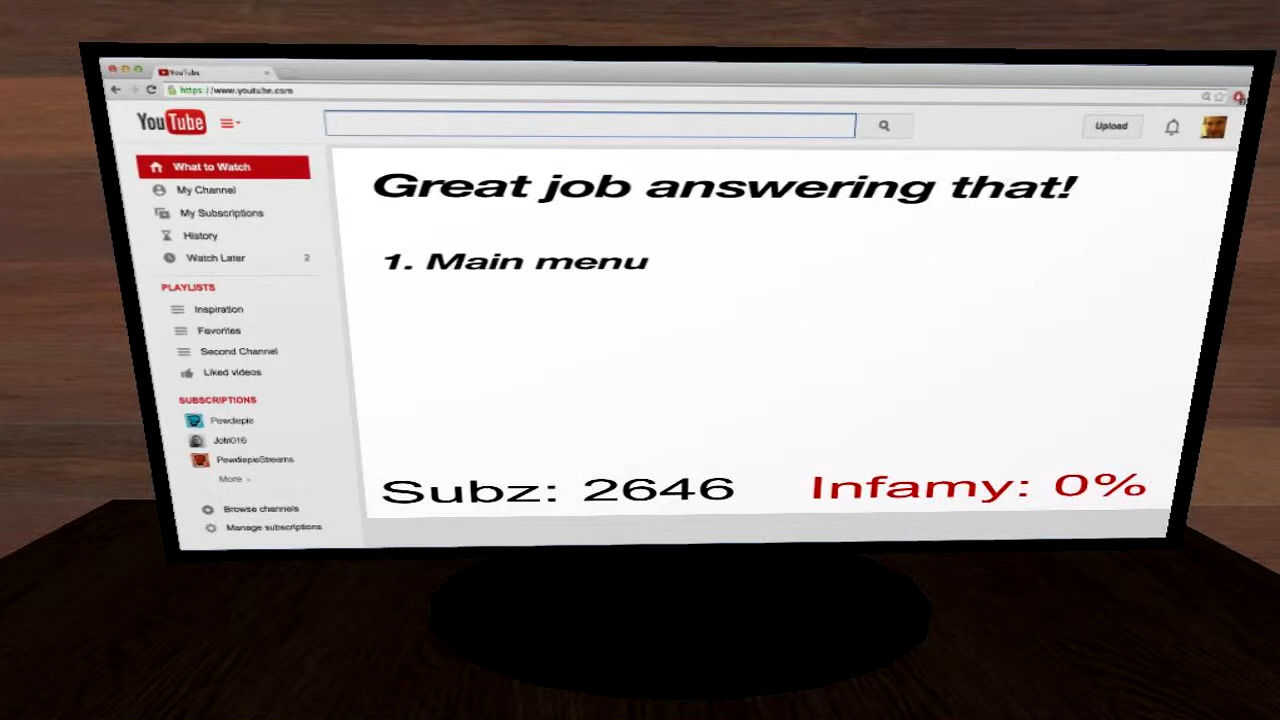 YouTube
https://www.youtube.com
YouTube
Upload
What to Watch
My Channel
My Subscriptions
History
Watch Later 2
PLAYLISTS
Inspiration
Favorites
Second Channel
Liked videos
SUBSCRIPTIONS
Pewdiepie
PewdiepieStreams
More
Browse channels
Manage subscriptions
Great job answering that!
1. Main menu
Subz: 2646
Infamy: 0%